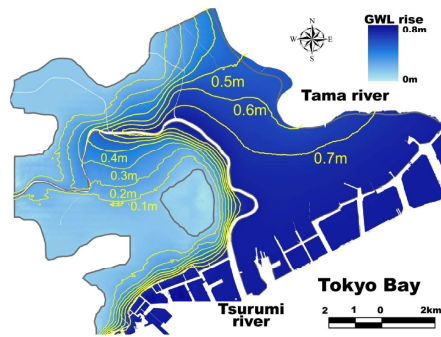 N
W E
S
GWL rise
0.8m
0m
0.5m
0.6m
Tama river
0.7m
0.4m
0.3m
0.2m
0.1m
Tokyo Bay
Tsurumi
river
2 1 0 2km